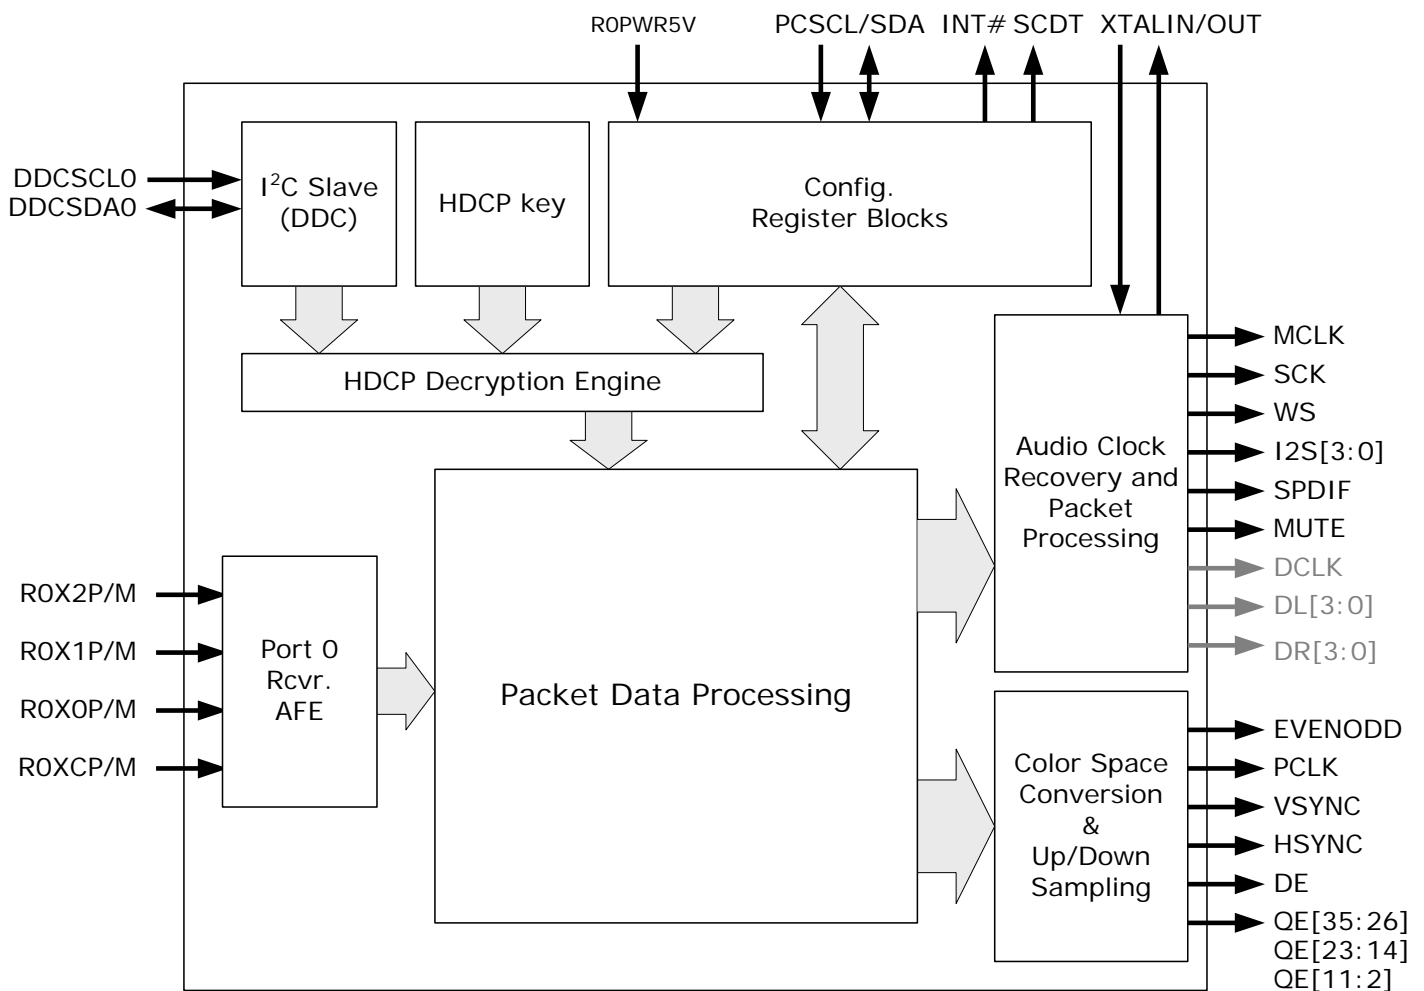 R0PWR5V
PCSCL/SDA
INT#
SCDT
XTALIN/OUT
DDCSCL0
DDCSDA0
I²C Slave
(DDC)
HDCP key
Config.
Register Blocks
HDCP Decryption Engine
R0X2P/M
R0X1P/M
R0X0P/M
R0XCP/M
Port 0
Rcvr.
AFE
Packet Data Processing
Audio Clock
Recovery and
Packet
Processing
MCLK
SCK
WS
I2S[3:0]
SPDIF
MUTE
DCLK
DL[3:0]
DR[3:0]
Color Space
Conversion
&
Up/Down
Sampling
EVENODD
PCLK
VSYNC
HSYNC
DE
QE[35:26]
QE[23:14]
QE[11:2]